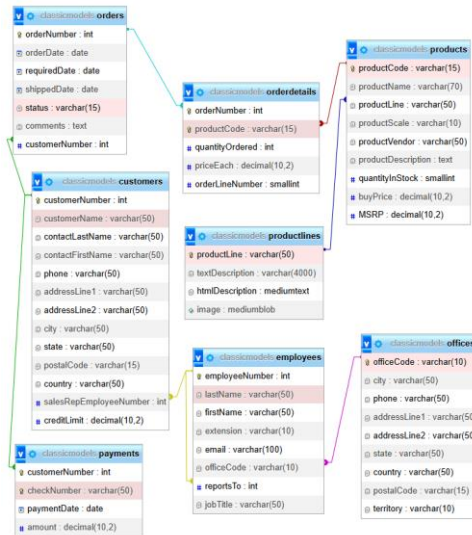 classicmodels orders
orderNumber : int
orderDate : date
requiredDate : date
shippedDate : date
status : varchar(15)
comments : text
customerNumber : int
classicmodels orderdetails
orderNumber : int
productCode : varchar(15)
quantityOrdered : int
priceEach : decimal(10,2)
orderLineNumber : smallint
classicmodels products
productCode : varchar(15)
productName : varchar(70)
productLine : varchar(50)
productScale : varchar(10)
productVendor : varchar(50)
productDescription : text
quantityInStock : smallint
buyPrice : decimal(10,2)
MSRP : decimal(10,2)
classicmodels customers
customerNumber : int
customerName : varchar(50)
contactLastName : varchar(50)
contactFirstName : varchar(50)
phone : varchar(50)
addressLine1 : varchar(50)
addressLine2 : varchar(50)
city : varchar(50)
state : varchar(50)
postalCode : varchar(15)
country : varchar(50)
salesRepEmployeeNumber : int
creditLimit : decimal(10,2)
classicmodels productlines
productLine : varchar(50)
textDescription : varchar(4000)
htmlDescription : mediumtext
image : mediumblob
classicmodels employees
employeeNumber : int
lastName : varchar(50)
firstName : varchar(50)
extension : varchar(10)
email : varchar(100)
officeCode : varchar(10)
reportsTo : int
jobTitle : varchar(50)
classicmodels offices
officeCode : varchar(10)
city : varchar(50)
phone : varchar(50)
addressLine1 : varchar(50
addressLine2 : varchar(50
state : varchar(50)
country : varchar(50)
postalCode : varchar(15)
territory : varchar(10)
classicmodels payments
customerNumber : int
checkNumber : varchar(50)
paymentDate : date
amount : decimal(10,2)